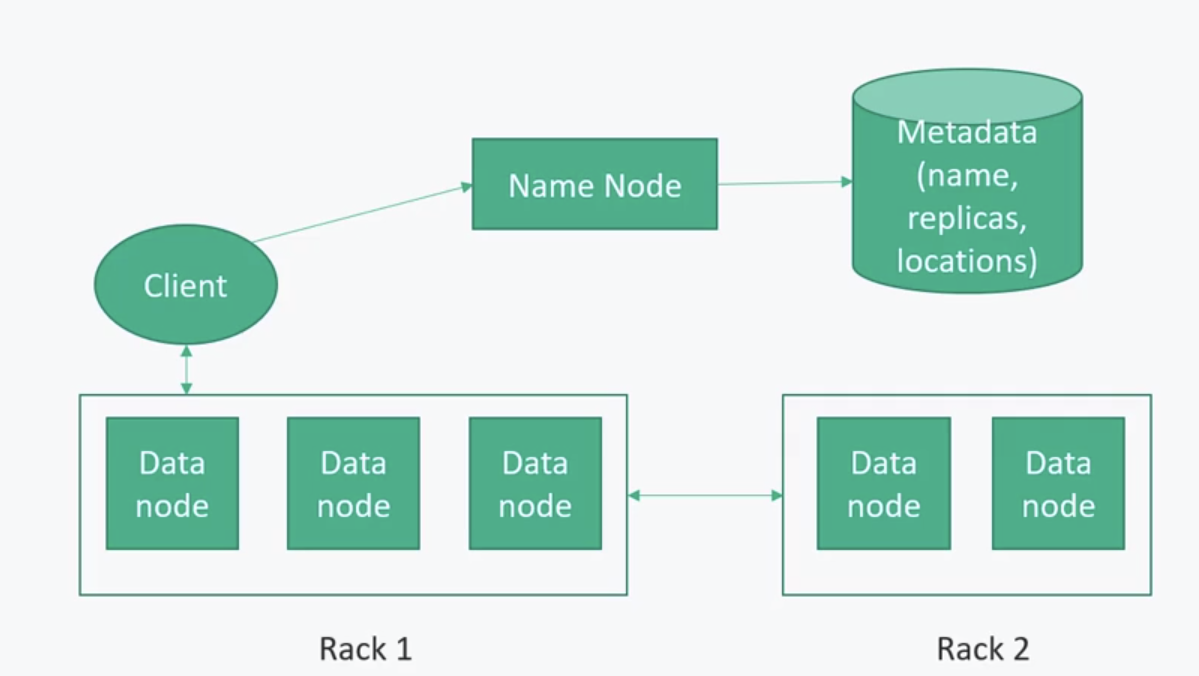 Metadata
(name,
replicas,
locations)
Name Node
Client
Data
node
Data
node
Data
node
Data
node
Data
node
Rack 1
Rack 2